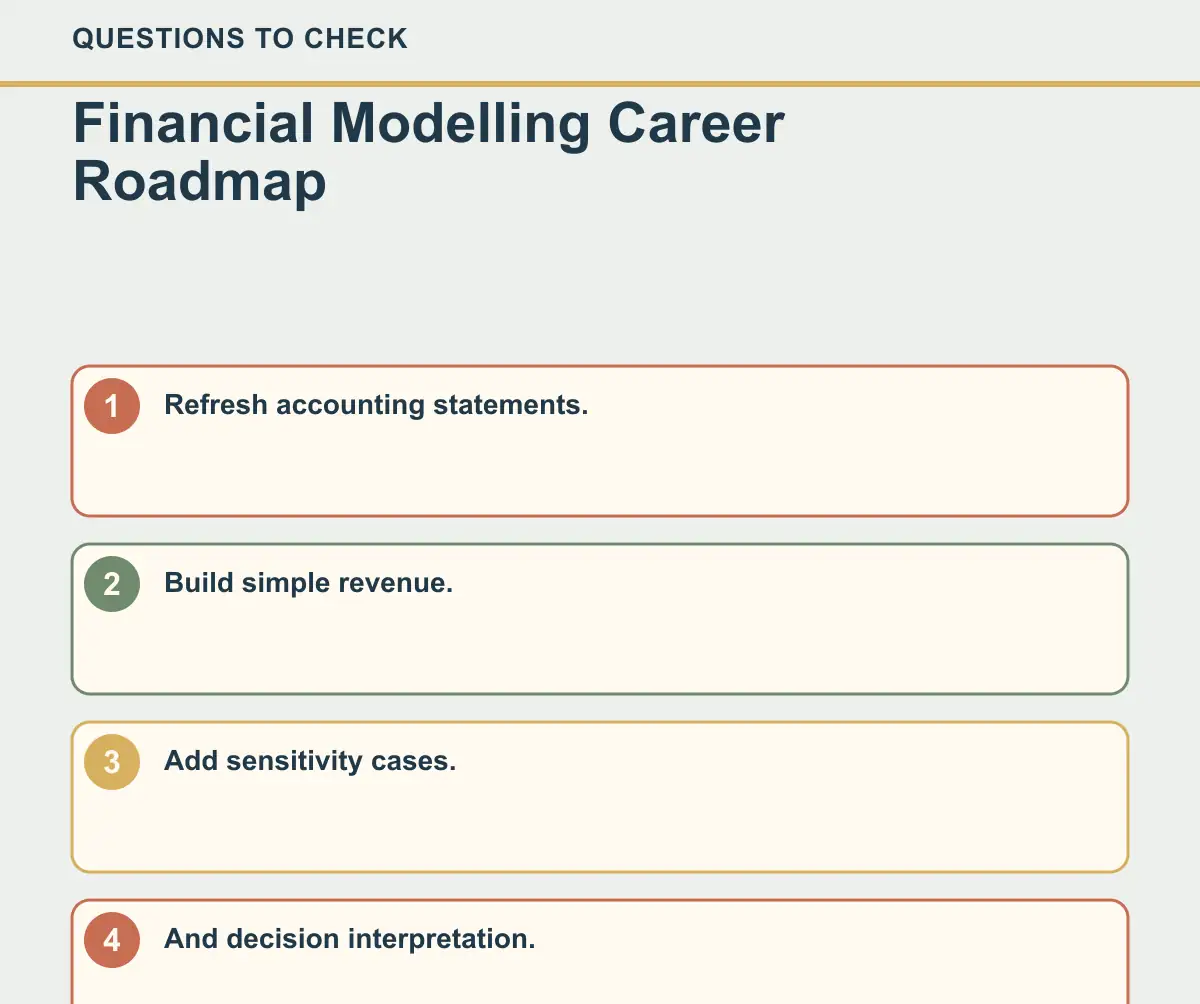 QUESTIONS TO CHECK
Financial Modelling Career
Roadmap
1 Refresh accounting statements.
2 Build simple revenue.
3 Add sensitivity cases.
4 And decision interpretation.